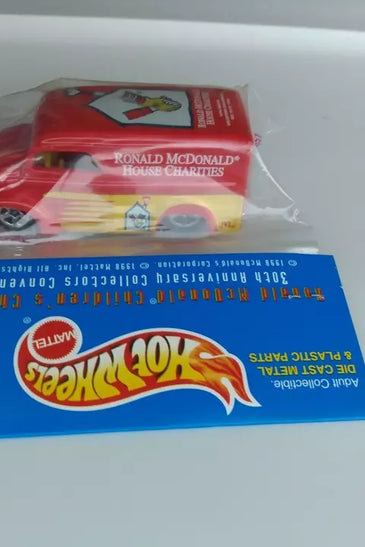 RONALD McDONALD®
HOUSE CHARITIES
Adult Collectible.
DIE CAST METAL
& PLASTIC PARTS
HOT WHEELS
®
MATTEL
Ronald McDonald® Children's Ch
30th Anniversary Collectors Conven
© 1998 McDonald's Corporation. © 1998 Mattel, Inc. All Rights